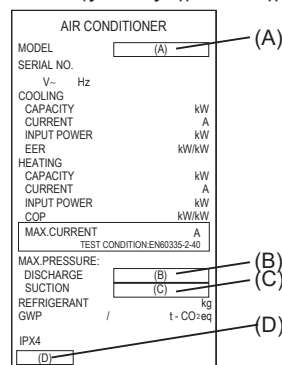 AIR CONDITIONER
MODEL (A) (A)
SERIAL NO.
V~ Hz
COOLING
CAPACITY kW
CURRENT A
INPUT POWER kW
EER kW/kW
HEATING
CAPACITY kW
CURRENT A
INPUT POWER kW
COP kW/kW
MAX.CURRENT A
TEST CONDITION:EN60335-2-40
MAX.PRESSURE:
DISCHARGE (B) (B)
SUCTION (C) (C)
REFRIGERANT kg
GWP / t - CO2eq
IPX4 (D)
(D)